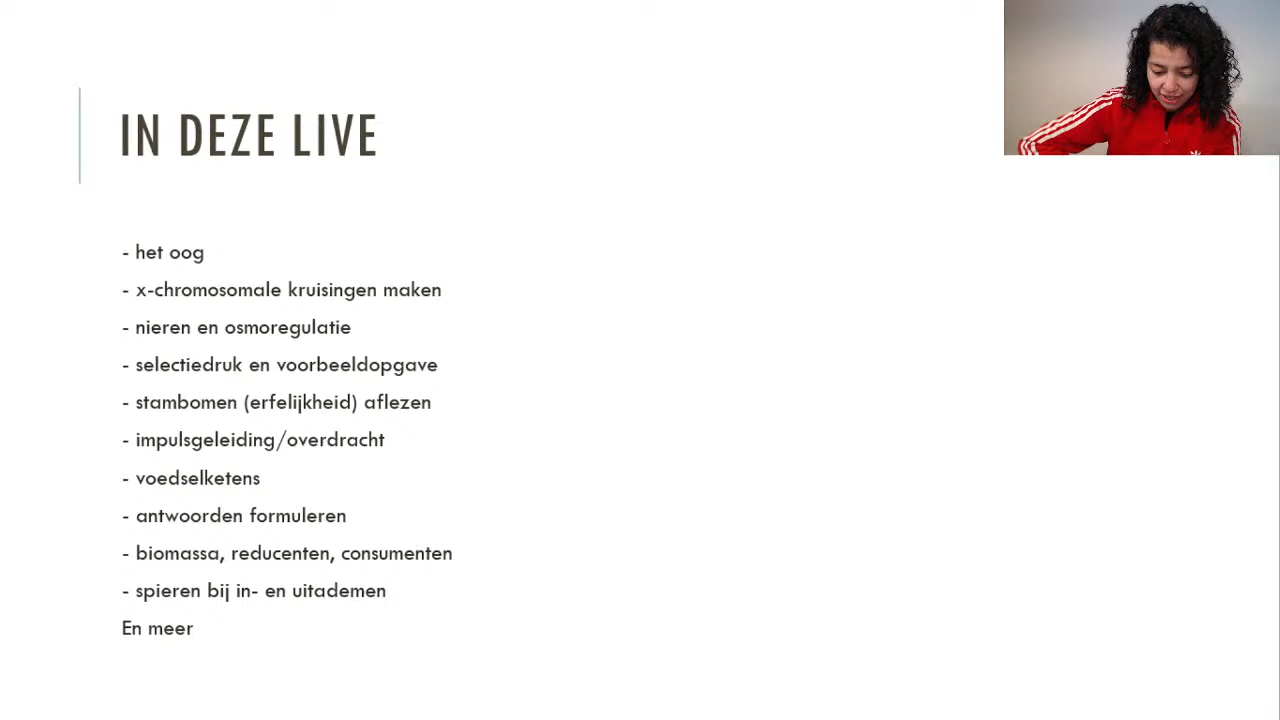 IN DEZE LIVE
- het oog
- x-chromosomale kruisingen maken
- nieren en osmoregulatie
- selectiedruk en voorbeeldopgave
- stambomen (erfelijkheid) aflezen
- impulsgeleiding/overdracht
- voedselketens
- antwoorden formuleren
- biomassa, reducenten, consumenten
- spieren bij in- en uitademen
En meer